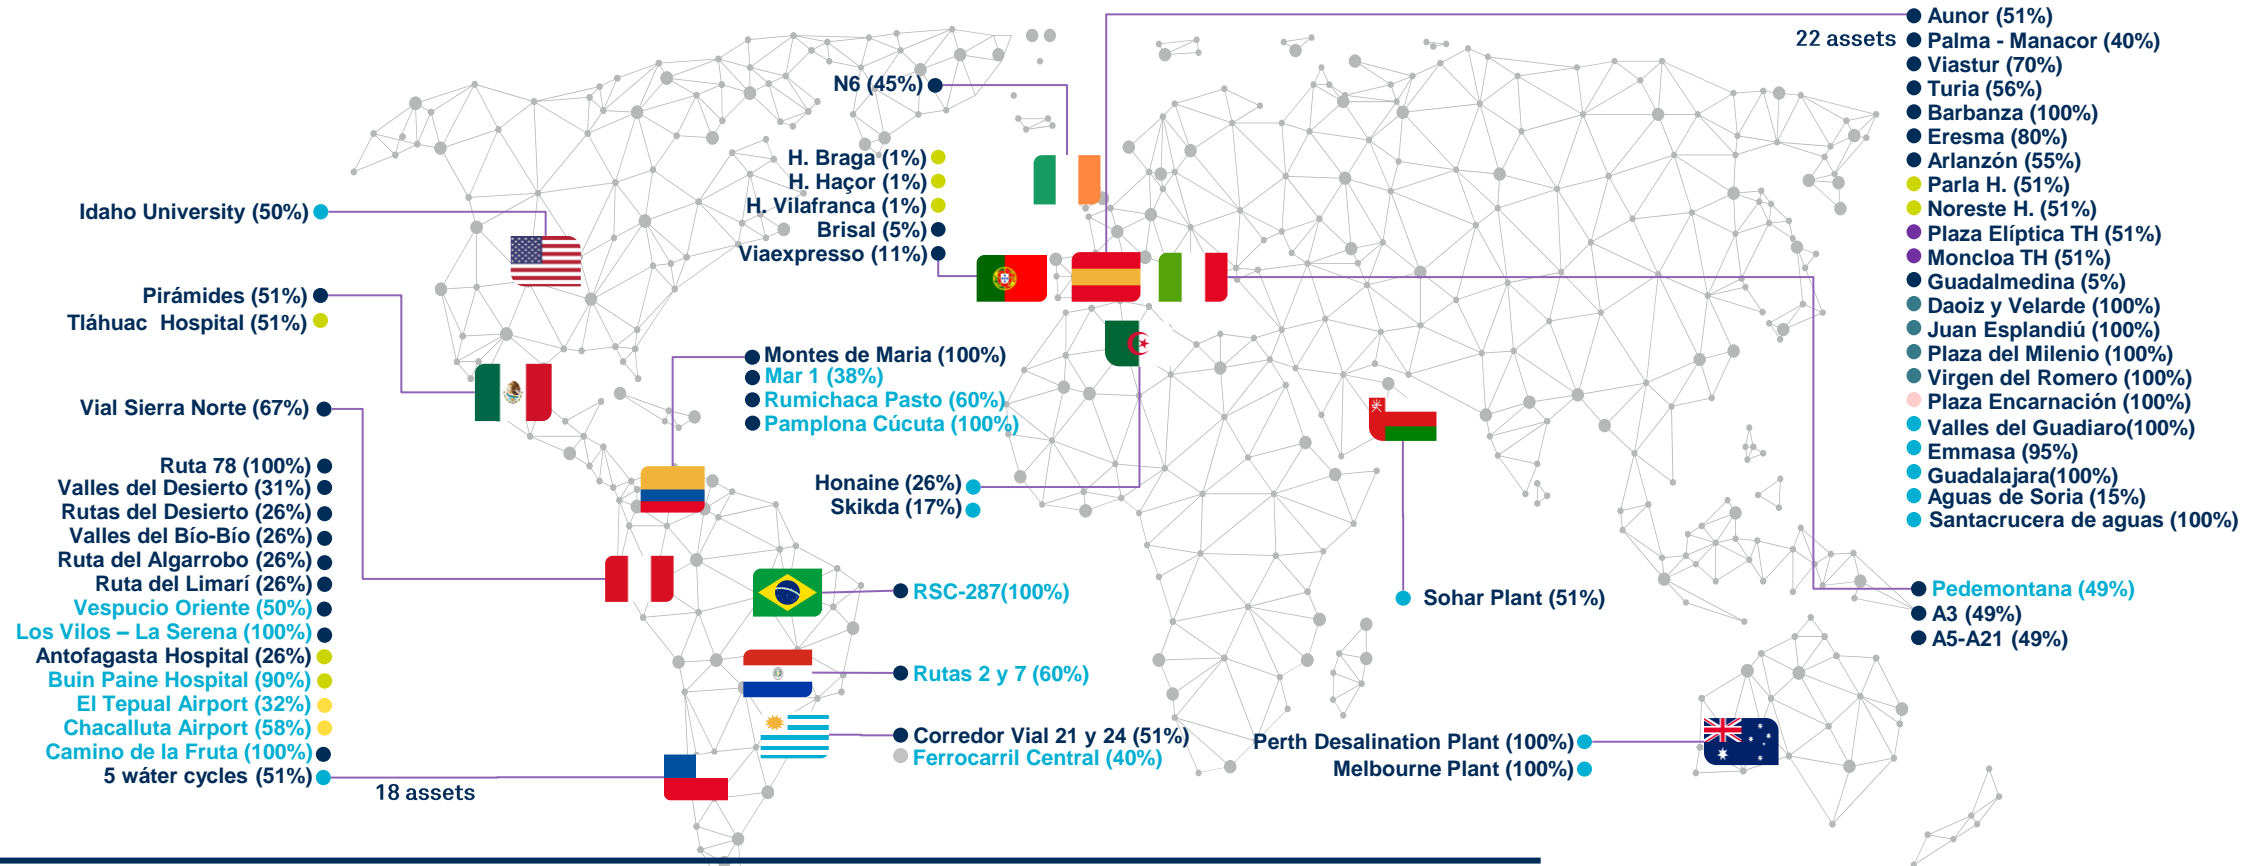 Idaho University (50%)
Pirámides (51%)
Tláhuac  Hospital (51%)
Vial Sierra Norte (67%)
Ruta 78 (100%)
Valles del Desierto (31%)
Rutas del Desierto (26%)
Valles del Bío-Bío (26%)
Ruta del Algarrobo (26%)
Ruta del Limarí (26%)
Vespucio Oriente (50%)
Los Vilos – La Serena (100%)
Antofagasta Hospital (26%)
Buin Paine Hospital (90%)
El Tepual Airport (32%)
Chacalluta Airport (58%)
Camino de la Fruta (100%)
5 wáter cycles (51%)
18 assets
N6 (45%)
H. Braga (1%)
H. Haçor (1%)
H. Vilafranca (1%)
Brisal (5%)
Viaexpresso (11%)
Montes de Maria (100%)
Mar 1 (38%)
Rumichaca Pasto (60%)
Pamplona Cúcuta (100%)
Honaine (26%)
Skikda (17%)
RSC-287(100%)
Rutas 2 y 7 (60%)
Corredor Vial 21 y 24 (51%)
Ferrocarril Central (40%)
Sohar Plant (51%)
Perth Desalination Plant (100%)
Melbourne Plant (100%)
22 assets
Aunor (51%)
Palma - Manacor (40%)
Viastur (70%)
Turia (56%)
Barbanza (100%)
Eresma (80%)
Arlanzón (55%)
Parla H. (51%)
Noreste H. (51%)
Plaza Elíptica TH (51%)
Moncloa TH (51%)
Guadalmedina (5%)
Daoiz y Velarde (100%)
Juan Esplandiú (100%)
Plaza del Milenio (100%)
Virgen del Romero (100%)
Plaza Encarnación (100%)
Valles del Guadiaro(100%)
Emmasa (95%)
Guadalajara(100%)
Aguas de Soria (15%)
Santacrucera de aguas (100%)
Pedemontana (49%)
A3 (49%)
A5-A21 (49%)